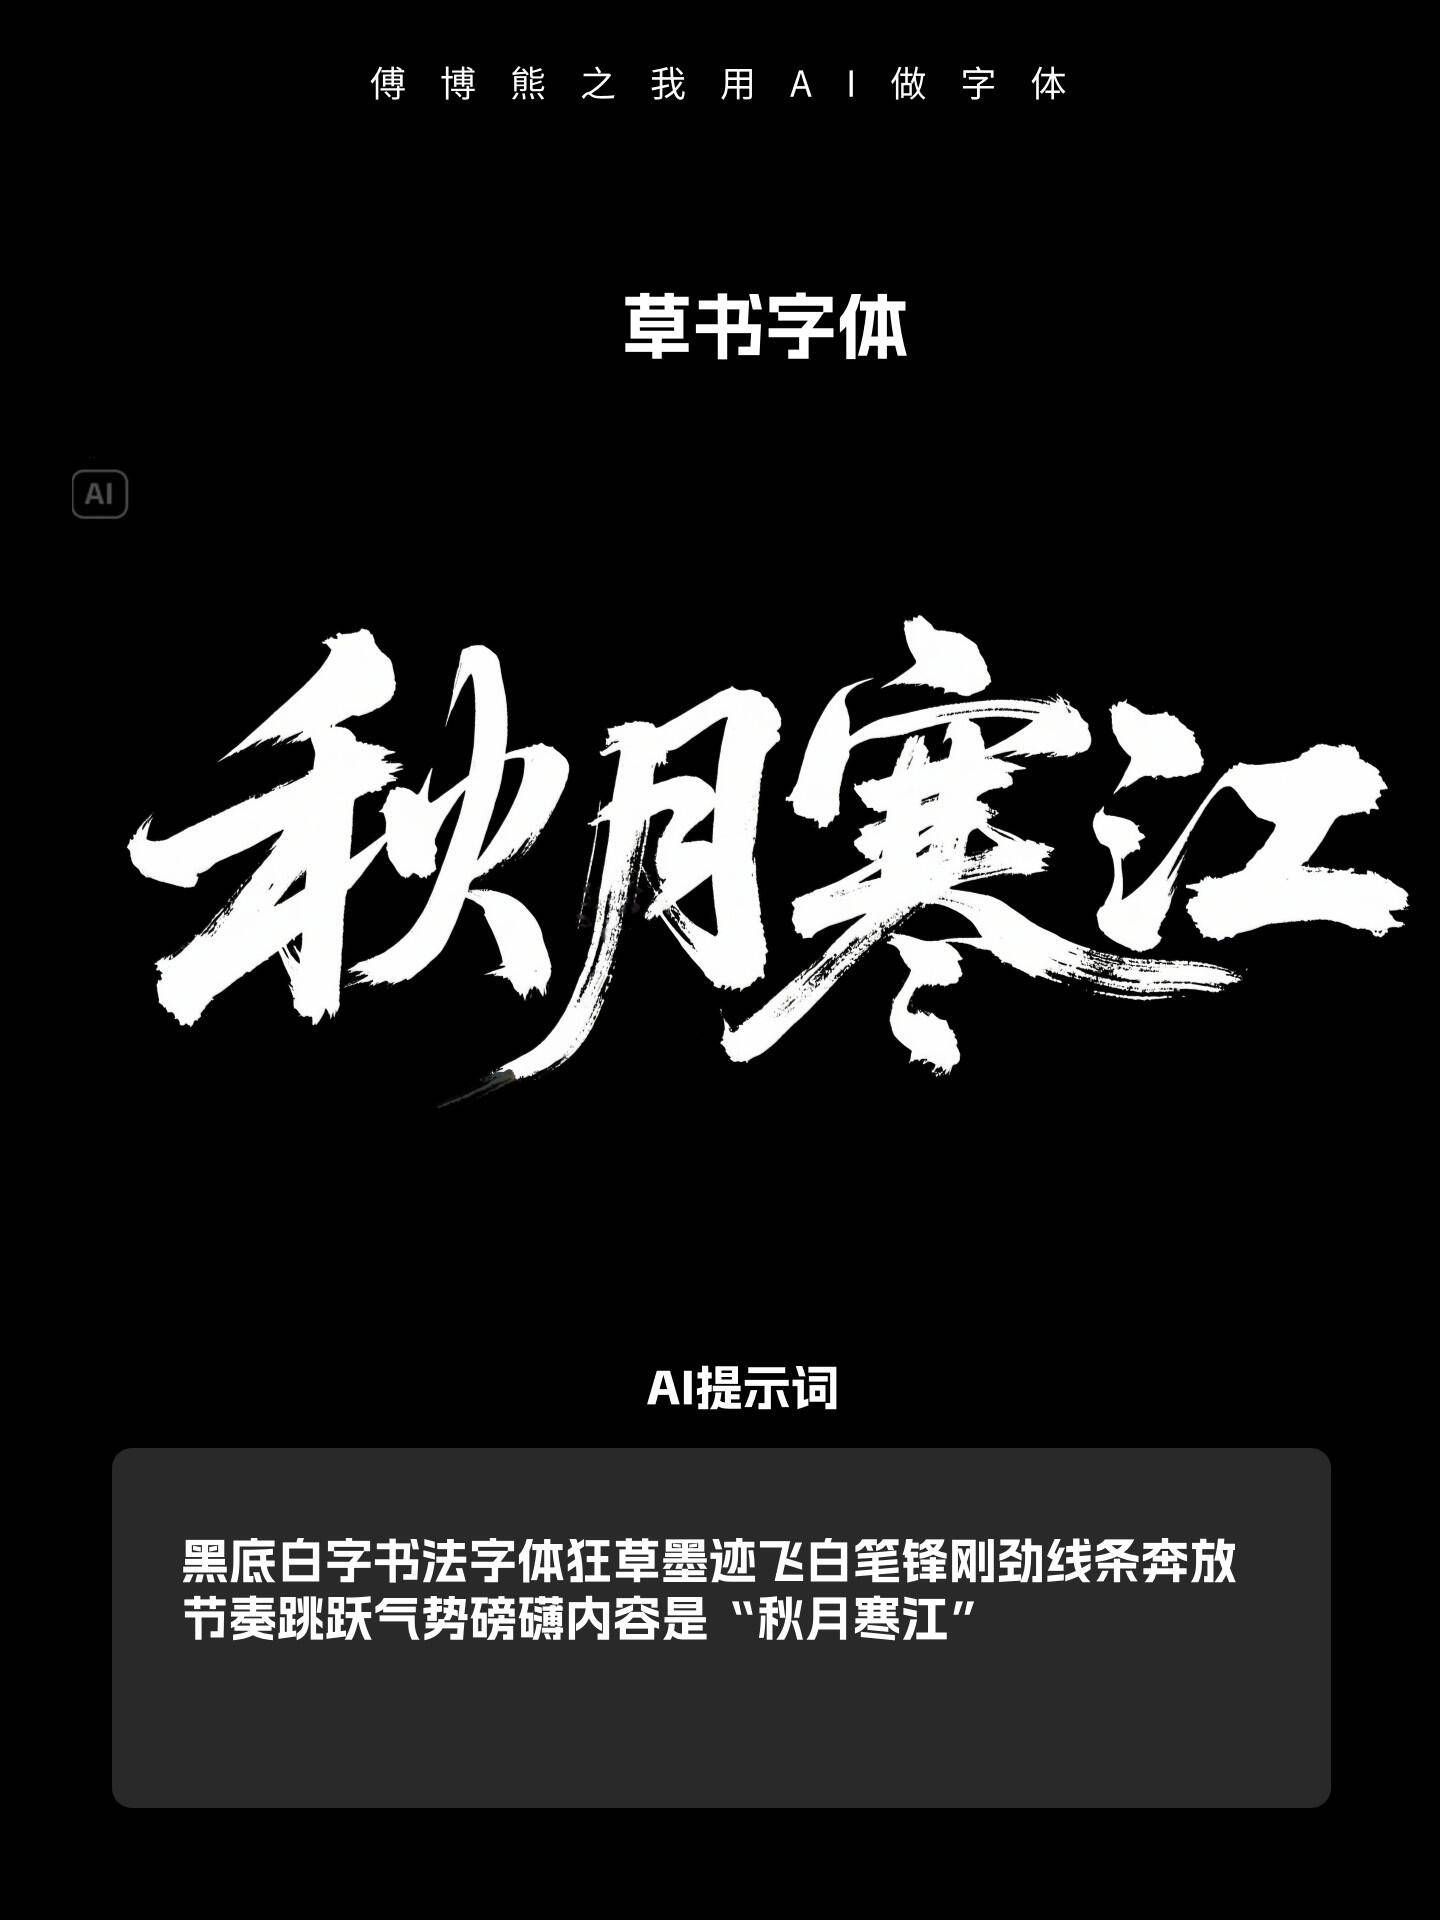 傅博熊之我用AI做字体
草书字体
AI
秋月寒江
AI提示词
黑底白字书法字体狂草墨迹飞白笔锋刚劲线条奔放
节奏跳跃气势磅礴内容是“秋月寒江”